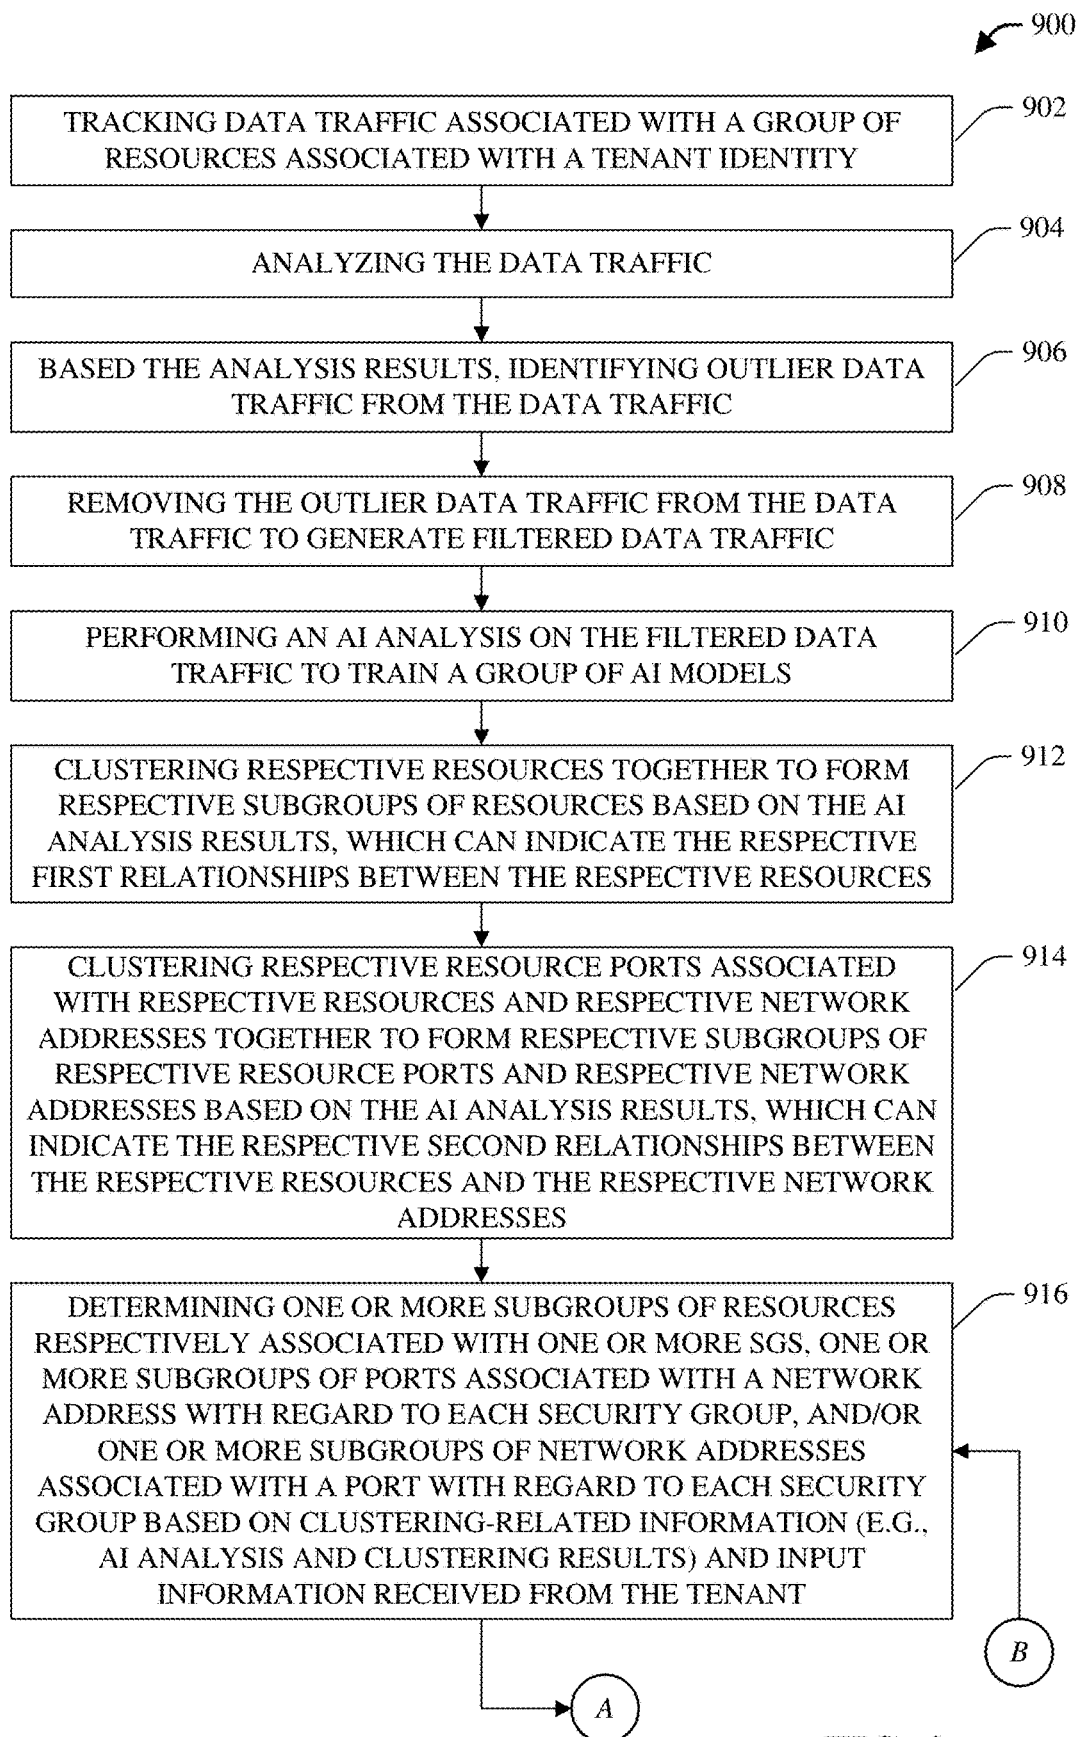 900
902
TRACKING DATA TRAFFIC ASSOCIATED WITH A GROUP OF
RESOURCES ASSOCIATED WITH A TENANT IDENTITY
904
ANALYZING THE DATA TRAFFIC
906
BASED THE ANALYSIS RESULTS, IDENTIFYING OUTLIER DATA
TRAFFIC FROM THE DATA TRAFFIC
908
REMOVING THE OUTLIER DATA TRAFFIC FROM THE DATA
TRAFFIC TO GENERATE FILTERED DATA TRAFFIC
910
PERFORMING AN AI ANALYSIS ON THE FILTERED DATA
TRAFFIC TO TRAIN A GROUP OF AI MODELS
912
CLUSTERING RESPECTIVE RESOURCES TOGETHER TO FORM
RESPECTIVE SUBGROUPS OF RESOURCES BASED ON THE AI
ANALYSIS RESULTS, WHICH CAN INDICATE THE RESPECTIVE
FIRST RELATIONSHIPS BETWEEN THE RESPECTIVE RESOURCES
914
CLUSTERING RESPECTIVE RESOURCE PORTS ASSOCIATED
WITH RESPECTIVE RESOURCES AND RESPECTIVE NETWORK
ADDRESSES TOGETHER TO FORM RESPECTIVE SUBGROUPS OF
RESPECTIVE RESOURCE PORTS AND RESPECTIVE NETWORK
ADDRESSES BASED ON THE AI ANALYSIS RESULTS, WHICH CAN
INDICATE THE RESPECTIVE SECOND RELATIONSHIPS BETWEEN
THE RESPECTIVE RESOURCES AND THE RESPECTIVE NETWORK
ADDRESSES
916
DETERMINING ONE OR MORE SUBGROUPS OF RESOURCES
RESPECTIVELY ASSOCIATED WITH ONE OR MORE SGS, ONE OR
MORE SUBGROUPS OF PORTS ASSOCIATED WITH A NETWORK
ADDRESS WITH REGARD TO EACH SECURITY GROUP, AND/OR
ONE OR MORE SUBGROUPS OF NETWORK ADDRESSES
ASSOCIATED WITH A PORT WITH REGARD TO EACH SECURITY
GROUP BASED ON CLUSTERING-RELATED INFORMATION (E.G.,
AI ANALYSIS AND CLUSTERING RESULTS) AND INPUT
INFORMATION RECEIVED FROM THE TENANT
B
A